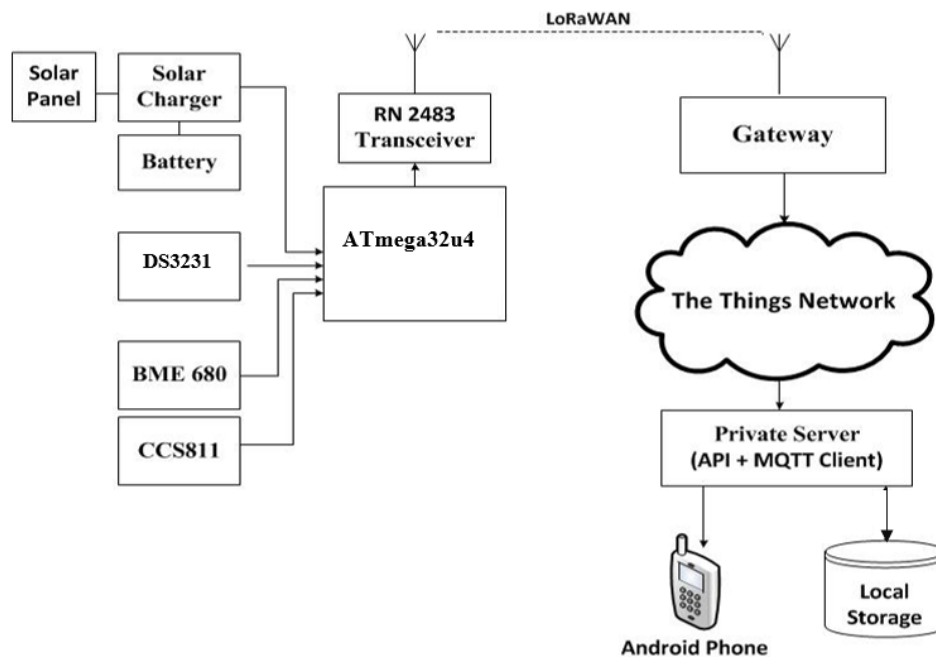 LoRaWAN
Solar
Panel
Solar
Charger
Battery
RN 2483
Transceiver
Gateway
ATmega32u4
DS3231
The Things Network
BME 680
CCS811
Private Server
(API + MQTT Client)
Local
Storage
Android Phone